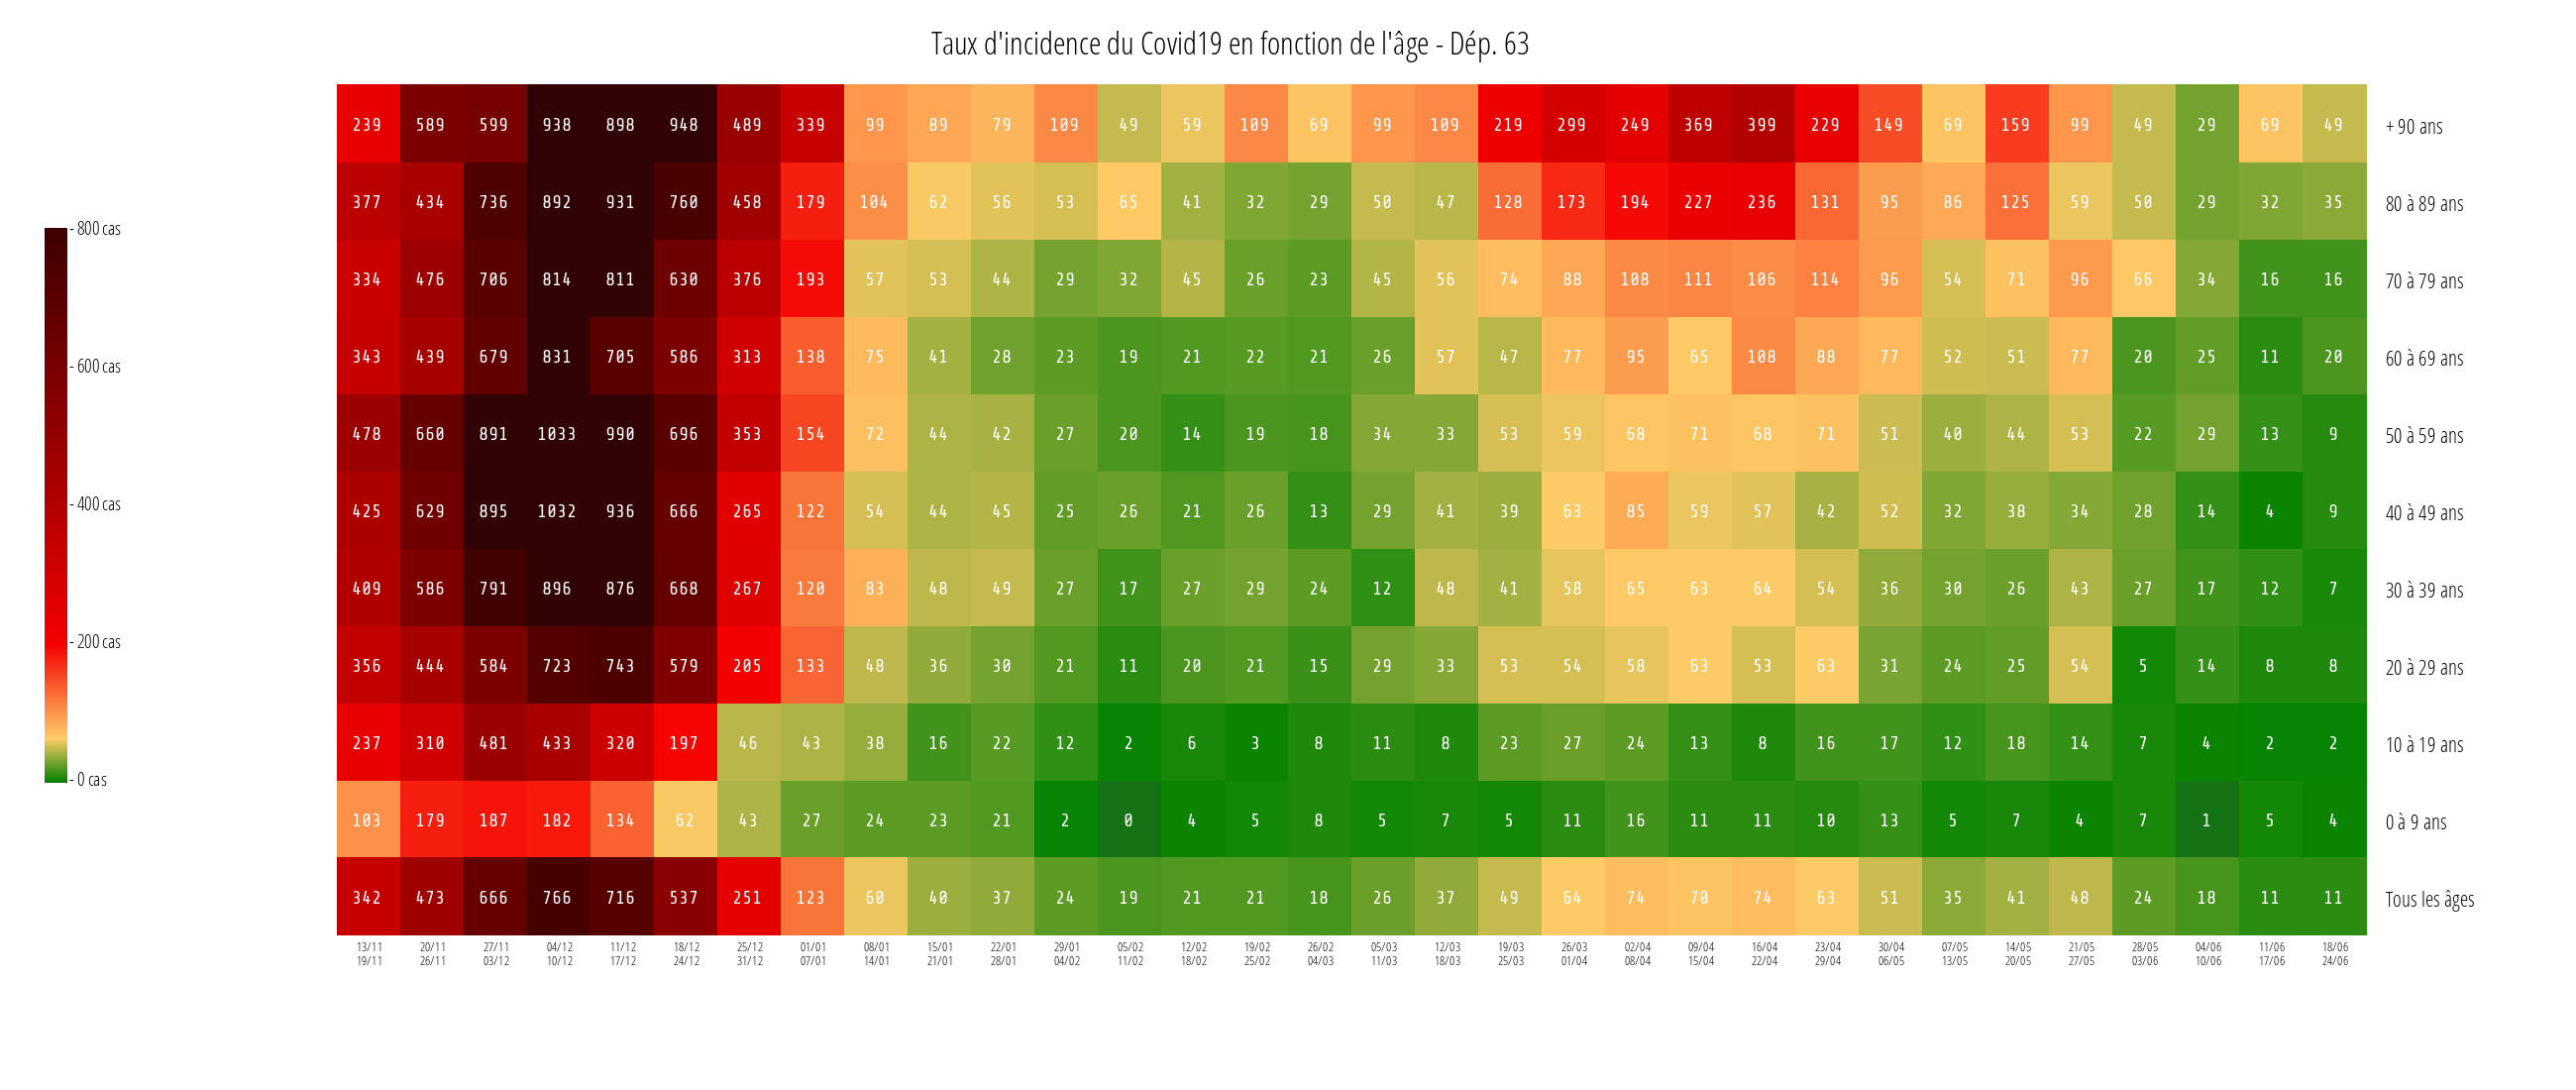 Taux d'incidence du Covid19 en fonction de l'âge - Dép. 63
- 800 cas
- 600 cas
- 400 cas
- 200 cas
- 0 cas
239 589 599 938 898 948 489 339 99 89 79 109 49 59 109 69 99 109 219 299 249 369 399 229 149 69 159 99 49 29 69 49 + 90 ans
377 434 736 892 931 760 458 179 104 62 56 53 65 41 32 29 50 47 128 173 194 227 236 131 95 86 125 59 50 29 32 35 80 à 89 ans
334 476 706 814 811 630 376 193 57 53 44 29 32 45 26 23 45 56 74 88 108 111 106 114 96 54 71 96 66 34 16 16 70 à 79 ans
343 439 679 831 705 586 313 138 75 41 28 23 19 21 22 21 26 57 47 77 95 65 108 88 77 52 51 77 20 25 11 20 60 à 69 ans
478 660 891 1033 990 696 353 154 72 44 42 27 20 14 19 18 34 33 53 59 68 71 68 71 51 40 44 53 22 29 13 9 50 à 59 ans
425 629 895 1032 936 666 265 122 54 44 45 25 26 21 26 13 29 41 39 63 85 59 57 42 52 32 38 34 28 14 4 9 40 à 49 ans
409 586 791 896 876 668 267 120 83 48 49 27 17 27 29 24 12 48 41 58 65 63 64 54 36 30 26 43 27 17 12 7 30 à 39 ans
356 444 584 723 743 579 205 133 48 36 30 21 11 20 21 15 29 33 53 54 58 63 53 63 31 24 25 54 5 14 8 8 20 à 29 ans
237 310 481 433 320 197 46 43 38 16 22 12 2 6 3 8 11 8 23 27 24 13 8 16 17 12 18 14 7 4 2 2 10 à 19 ans
103 179 187 182 134 62 43 27 24 23 21 2 0 4 5 8 5 7 5 11 16 11 11 10 13 5 7 4 7 1 5 4 0 à 9 ans
342 473 666 766 716 537 251 123 60 40 37 24 19 21 21 18 26 37 49 64 74 70 74 63 51 35 41 48 24 18 11 11 Tous les âges
13/11 20/11 27/11 04/12 11/12 18/12 25/12 01/01 08/01 15/01 22/01 29/01 05/02 12/02 19/02 26/02 05/03 12/03 19/03 26/03 02/04 09/04 16/04 23/04 30/04 07/05 14/05 21/05 28/05 04/06 11/06 18/06
19/11 26/11 03/12 10/12 17/12 24/12 31/12 07/01 14/01 21/01 28/01 04/02 11/02 18/02 25/02 04/03 11/03 18/03 25/03 01/04 08/04 15/04 22/04 29/04 06/05 13/05 20/05 27/05 03/06 10/06 17/06 24/06